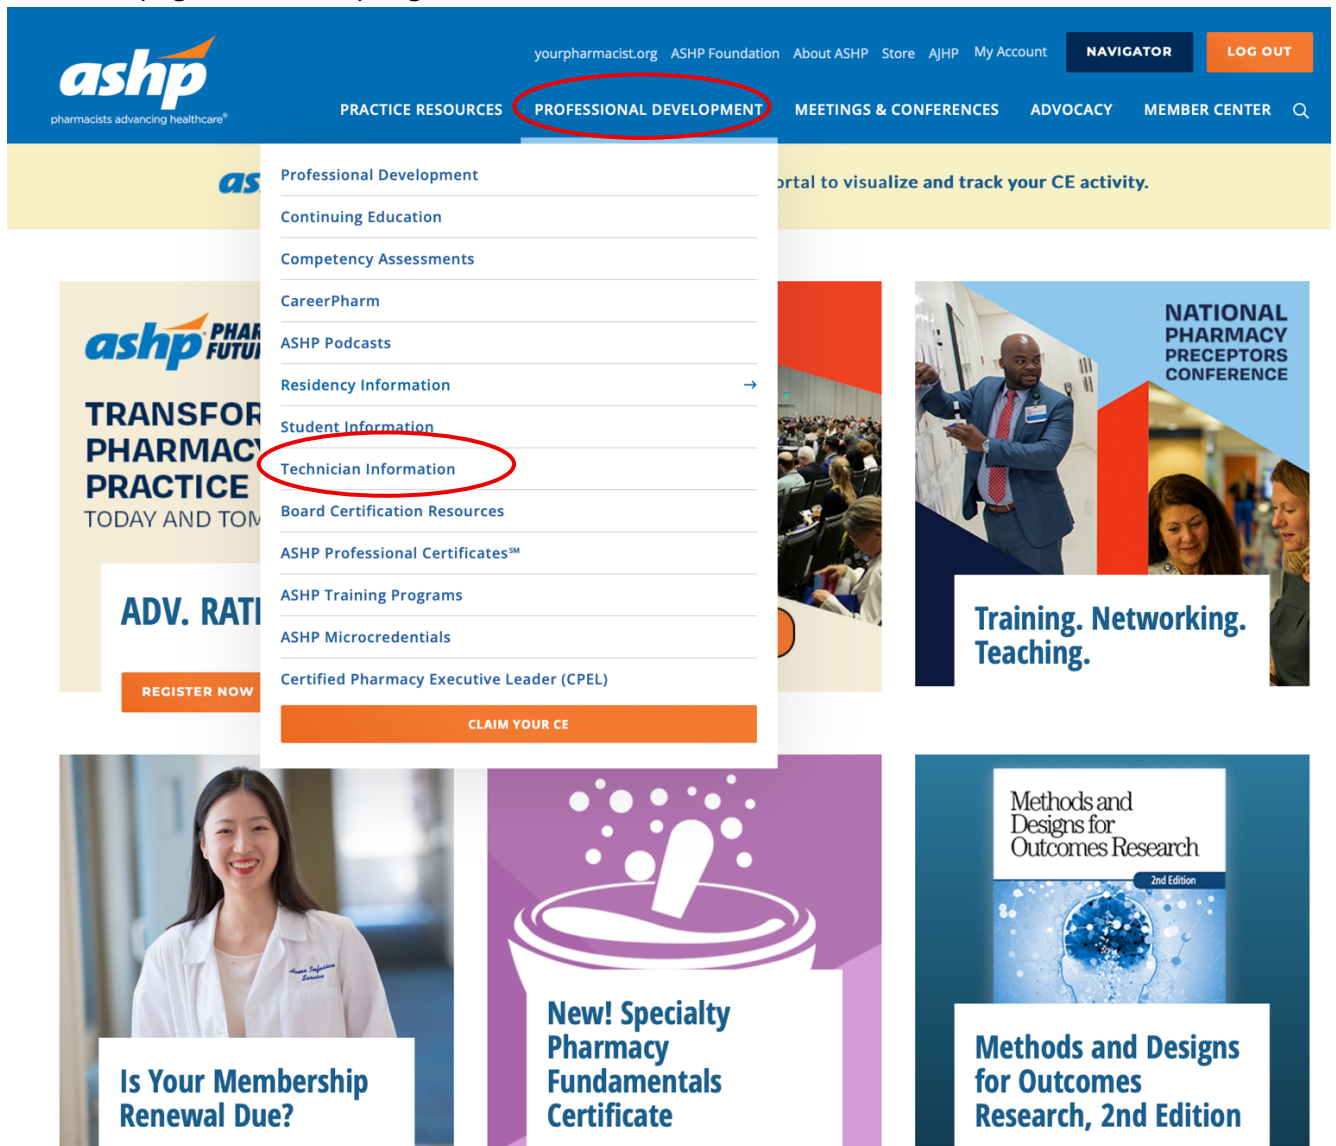 yourpharmacist.org ASHP Foundation About ASHP Store AJHP My Account NAVIGATOR LOG OUT
ashp
pharmacists advancing healthcare®
PRACTICE RESOURCES PROFESSIONAL DEVELOPMENT MEETINGS & CONFERENCES ADVOCACY MEMBER CENTER
to visualize and track your CE activity.
Professional Development
Continuing Education
Competency Assessments
CareerPharm
ASHP Podcasts
Residency Information →
Student Information
Technician Information
Board Certification Resources
ASHP Professional Certificates℠
ASHP Training Programs
ASHP Microcredentials
Certified Pharmacy Executive Leader (CPEL)
CLAIM YOUR CE
ashp
PRACTICE
TODAY AND
ADV.
REGISTER NOW
NATIONAL
PHARMACY
PRECEPTORS
CONFERENCE
Training. Networking.
Teaching.
Home Infusion
Service
Is Your Membership
Renewal Due?
New! Specialty
Pharmacy
Fundamentals
Certificate
Methods and
Designs for
Outcomes Research
2nd Edition
Methods and Designs
for Outcomes
Research, 2nd Edition